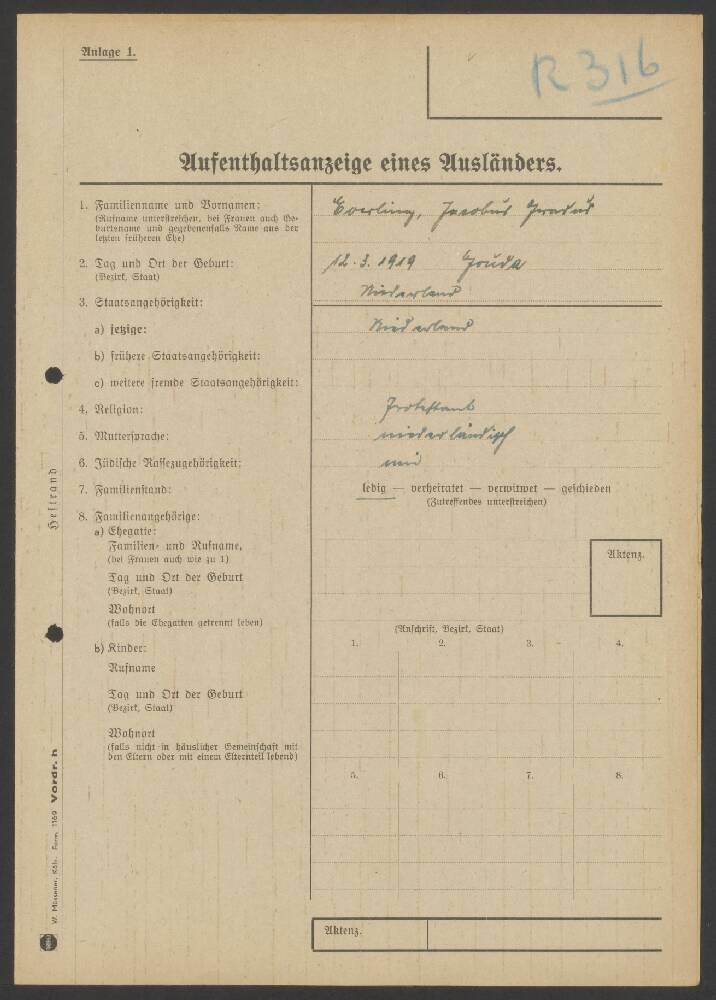 Anlage 1.
R 316
Aufenthaltsanzeige eines Ausländers.
1. Familienname und Vornamen:
(Rufname unterstreichen, bei Frauen auch Ge-
burtsname und gegebenenfalls Name aus der
letzten früheren Ehe)
Everling, Jacobus
2. Tag und Ort der Geburt:
(Bezirk, Staat)
12.3.1919 Gouda
Niederland
3. Staatsangehörigkeit:
a) jetzige:
Niederland
b) frühere Staatsangehörigkeit:
c) weitere fremde Staatsangehörigkeit:
4. Religion:
Protestant
5. Muttersprache:
niederländisch
6. Jüdische Rassezugehörigkeit:
7. Familienstand:
ledig — verheiratet — verwitwet — geschieden
(Zutreffendes unterstreichen)
8. Familienangehörige:
a) Ehegatte:
Familien- und Rufname,
(bei Frauen auch wie zu 1)
Aktenz.
Tag und Ort der Geburt
(Bezirk, Staat)
Wohnort
(falls die Ehegatten getrennt leben)
(Anschrift, Bezirk, Staat)
b) Kinder:
1. 2. 3. 4.
Rufname
Tag und Ort der Geburt
(Bezirk, Staat)
Wohnort
(falls nicht in häuslicher Gemeinschaft mit
den Eltern oder mit einem Elternteil lebend)
5. 6. 7. 8.
Aktenz.
Heftrand
W. Müssener, Köln. Form. 1169 Vordr. h